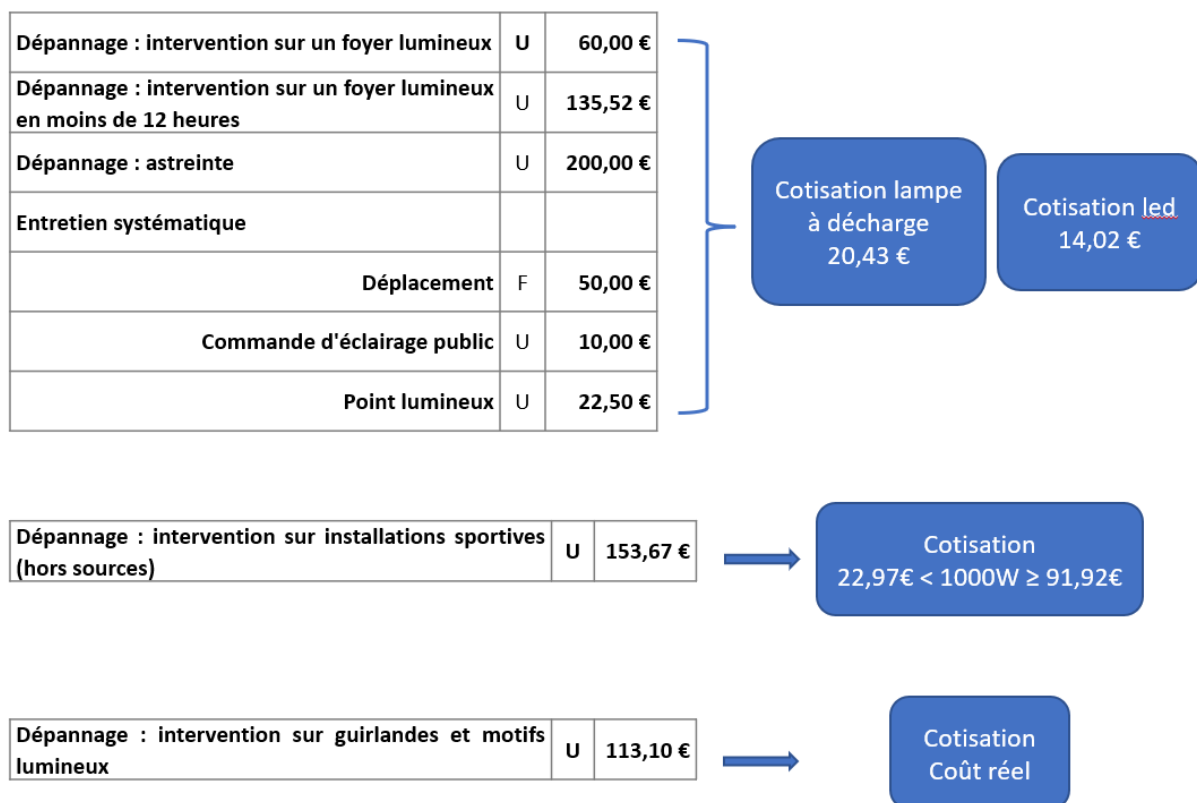 Dépannage : intervention sur un foyer lumineux U 60,00 €
Dépannage : intervention sur un foyer lumineux
en moins de 12 heures U 135,52 €
Dépannage : astreinte U 200,00 €
Entretien systématique
Déplacement F 50,00 €
Commande d'éclairage public U 10,00 €
Point lumineux U 22,50 €
Cotisation lampe
à décharge
20,43 €
Cotisation led
14,02 €
Dépannage : intervention sur installations sportives
(hors sources) U 153,67 €
Cotisation
22,97€ < 1000W ≥ 91,92€
Dépannage : intervention sur guirlandes et motifs
lumineux U 113,10 €
Cotisation
Coût réel